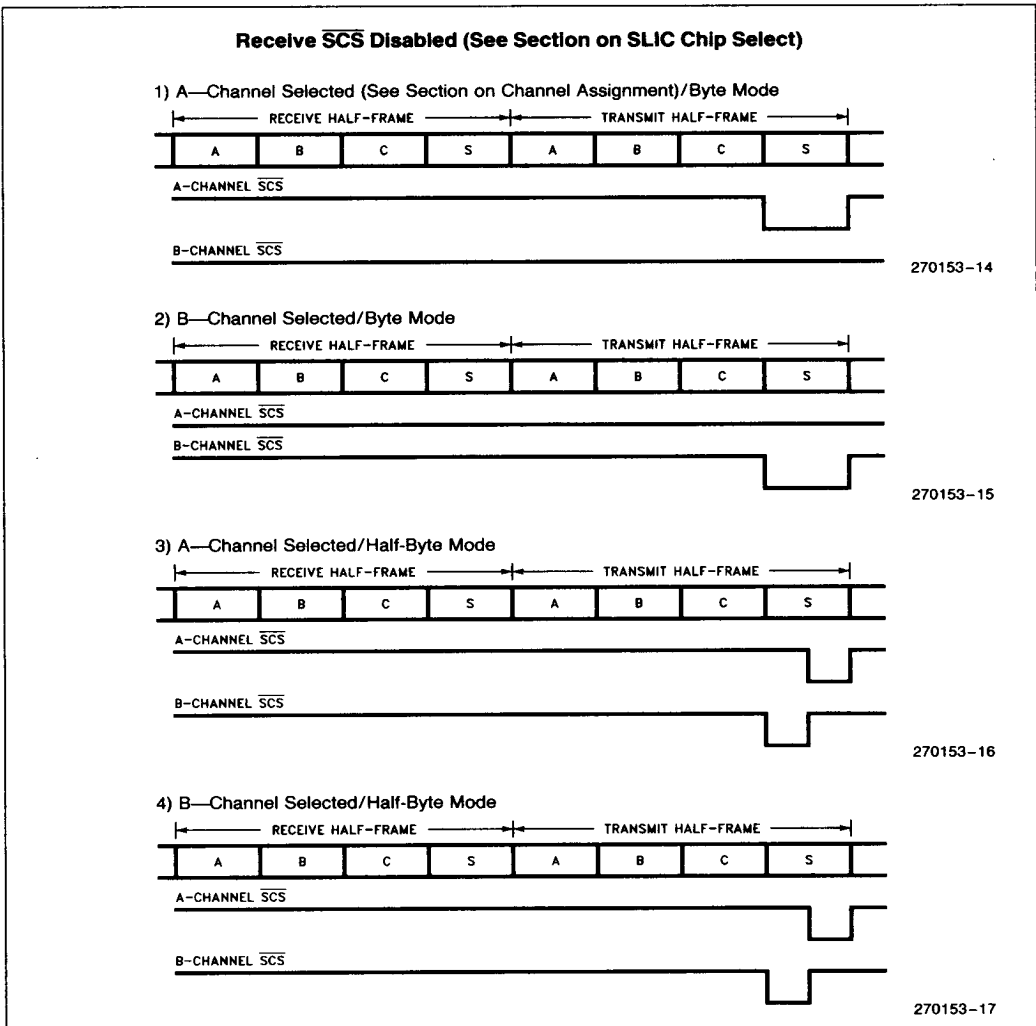 Receive SCS Disabled (See Section on SLIC Chip Select)
1) A—Channel Selected (See Section on Channel Assignment)/Byte Mode
RECEIVE HALF-FRAME TRANSMIT HALF-FRAME
A B C S A B C S
A-CHANNEL SCS
B-CHANNEL SCS
270153-14
2) B—Channel Selected/Byte Mode
RECEIVE HALF-FRAME TRANSMIT HALF-FRAME
A B C S A B C S
A-CHANNEL SCS
B-CHANNEL SCS
270153-15
3) A—Channel Selected/Half-Byte Mode
RECEIVE HALF-FRAME TRANSMIT HALF-FRAME
A B C S A B C S
A-CHANNEL SCS
B-CHANNEL SCS
270153-16
4) B—Channel Selected/Half-Byte Mode
RECEIVE HALF-FRAME TRANSMIT HALF-FRAME
A B C S A B C S
A-CHANNEL SCS
B-CHANNEL SCS
270153-17